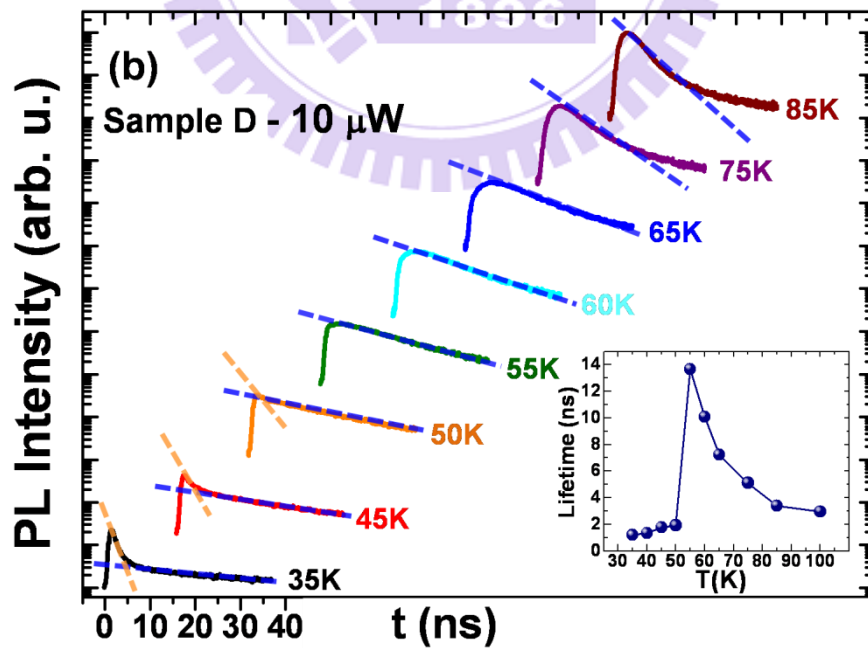 1896
(b)
Sample D - 10 μW
85K
75K
65K
60K
55K
50K
45K
35K
PL Intensity (arb. u.)
0 10 20 30 40
t (ns)
14
12
10
8
6
4
2
0
Lifetime (ns)
30 40 50 60 70 80 90 100
T(K)